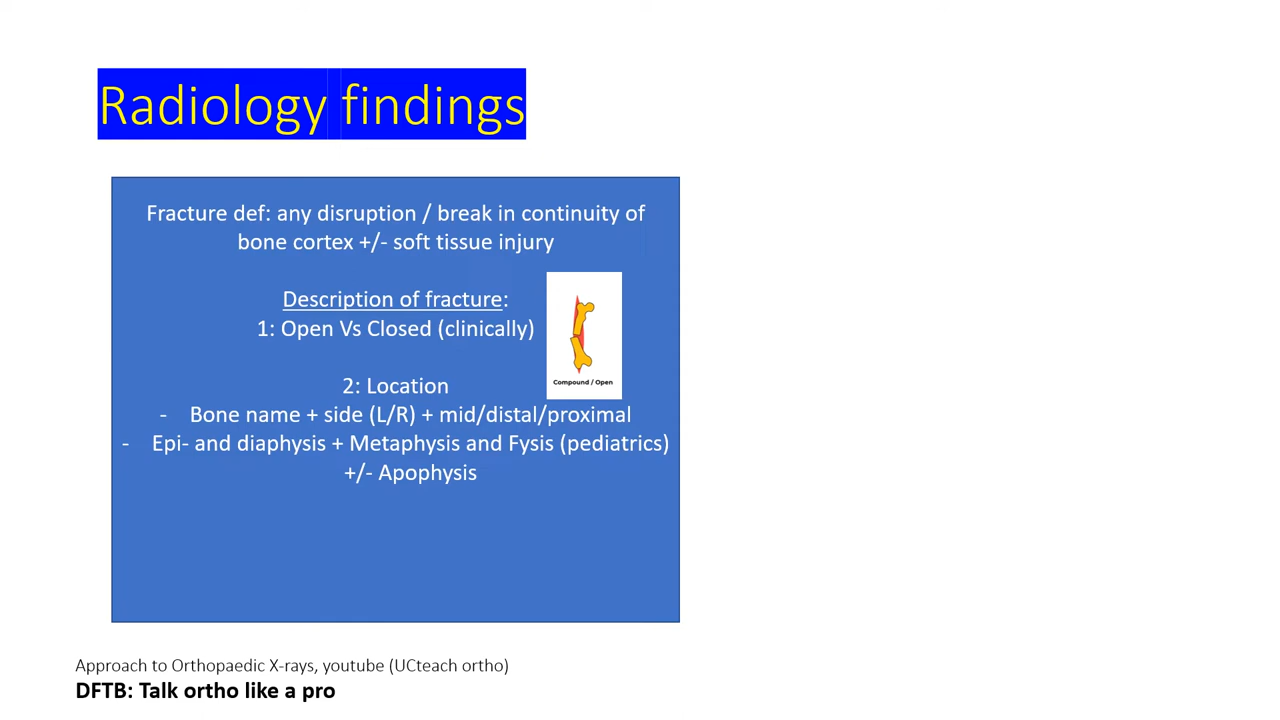 Radiology findings
Fracture def: any disruption / break in continuity of
bone cortex +/- soft tissue injury
Description of fracture:
1: Open Vs Closed (clinically)
Compound / Open
2: Location
- Bone name + side (L/R) + mid/distal/proximal
- Epi- and diaphysis + Metaphysis and Fysis (pediatrics)
+/- Apophysis
Approach to Orthopaedic X-rays, youtube (UCteach ortho)
DFTB: Talk ortho like a pro